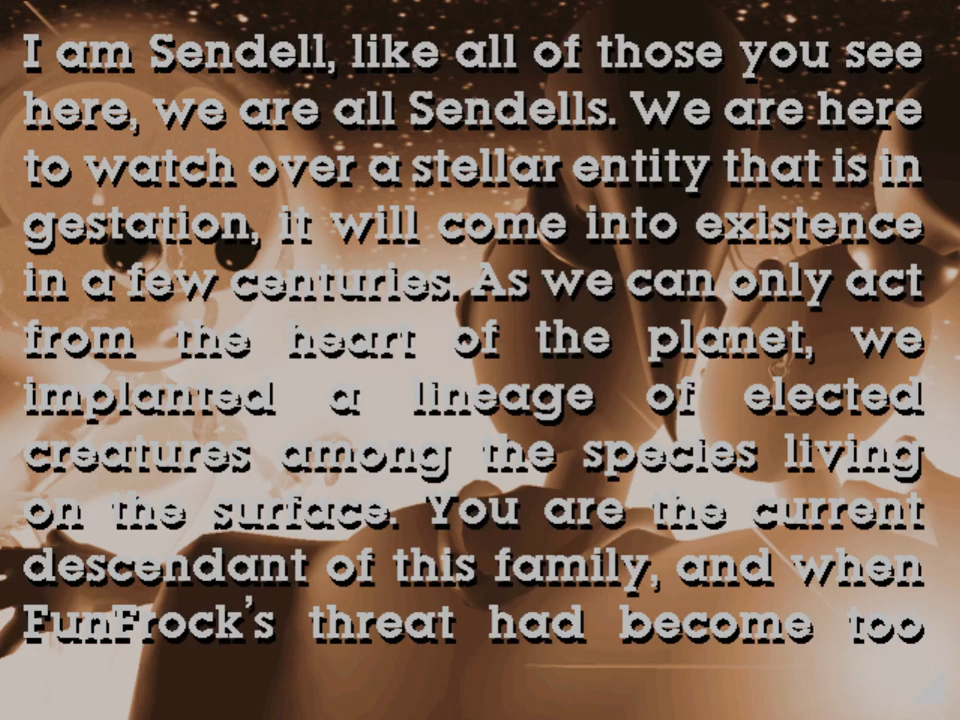 I am Sendell, like all of those you see
here, we are all Sendells. We are here
to watch over a stellar entity that is in
gestation, it will come into existence
in a few centuries. As we can only act
from the heart of the planet, we
implanted a lineage of elected
creatures among the species living
on the surface. You are the current
descendant of this family, and when
FunFrock's threat had become too